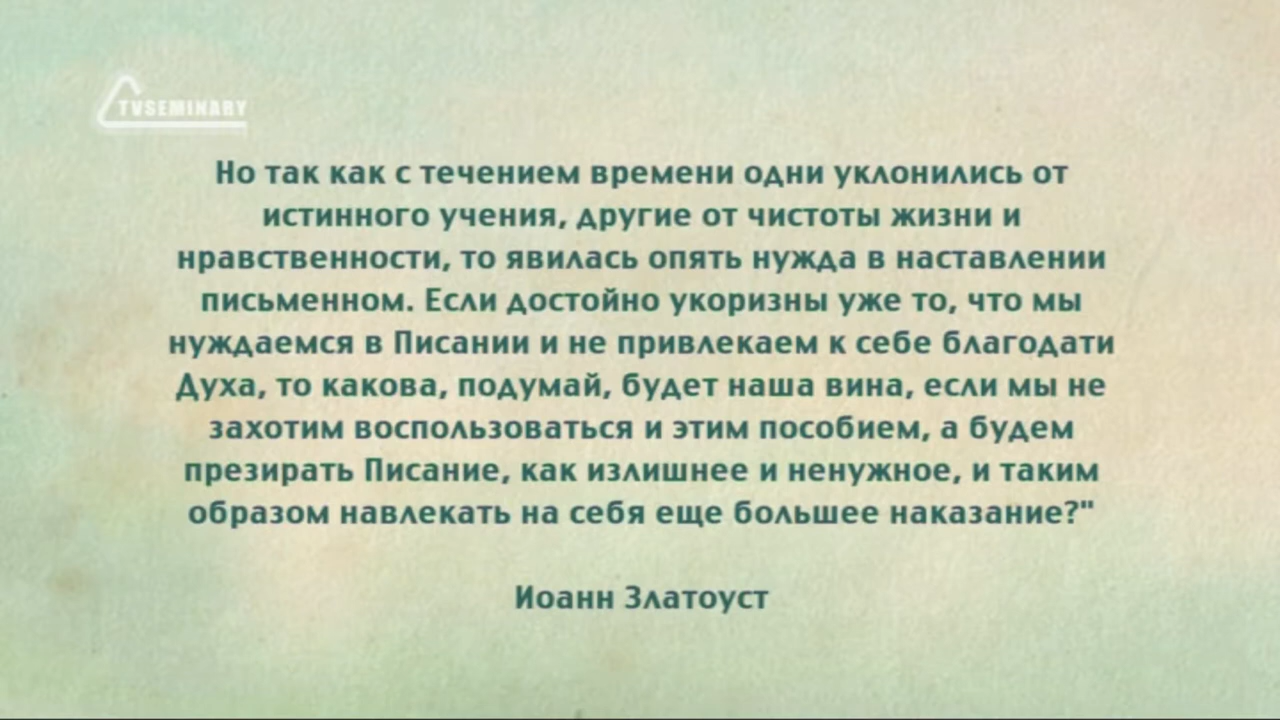 TVSEMINARY
Но так как с течением времени одни уклонились от
истинного учения, другие от чистоты жизни и
нравственности, то явилась опять нужда в наставлении
письменном. Если достойно укоризны уже то, что мы
нуждаемся в Писании и не привлекаем к себе благодати
Духа, то какова, подумай, будет наша вина, если мы не
захотим воспользоваться и этим пособием, а будем
презирать Писание, как излишнее и ненужное, и таким
образом навлекать на себя еще большее наказание?"
Иоанн Златоуст